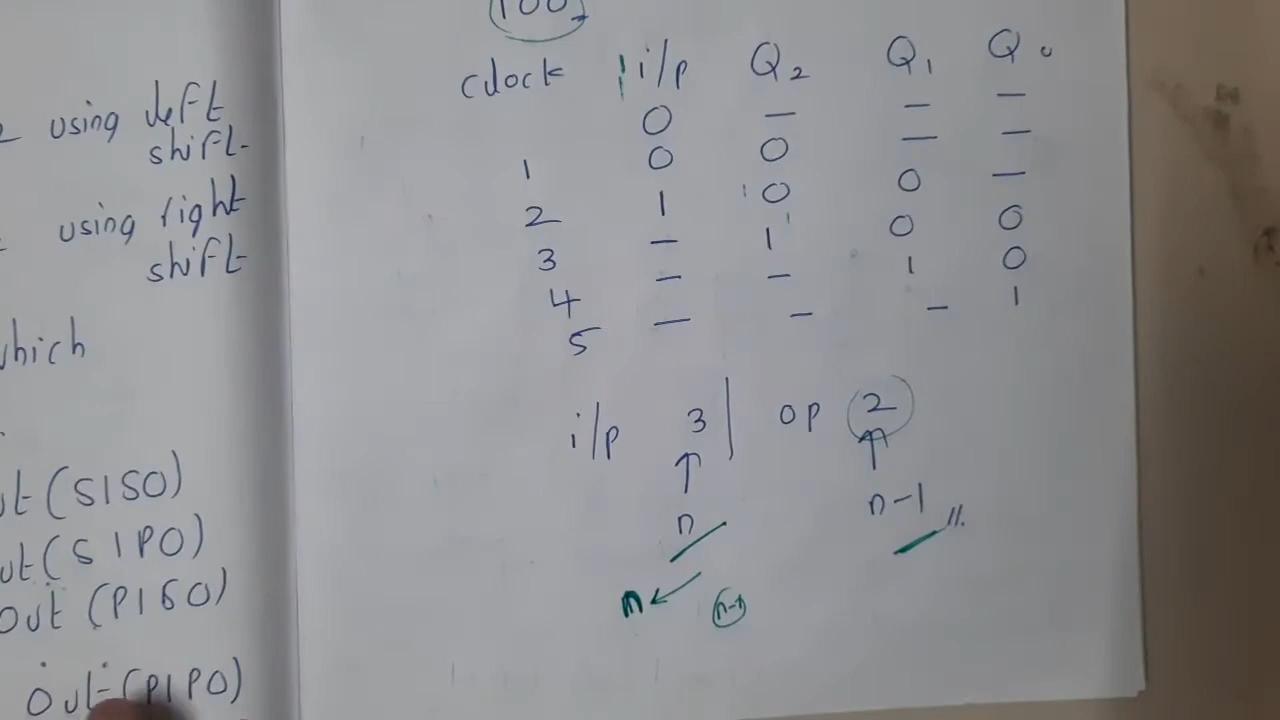 using left
shift
using right
shift
which
(SISO)
(SIPO)
Out (PISO)
Out (PIPO)
100
clock i/p Q2 Q1 Q0
0 - - -
1 0 0 - -
2 1 0 0 -
3 - 1 0 0
4 - - 1 0
5 - - - 1
i/p 3 | op 2
↑ ↑
n n-1 //.
n ← n-1